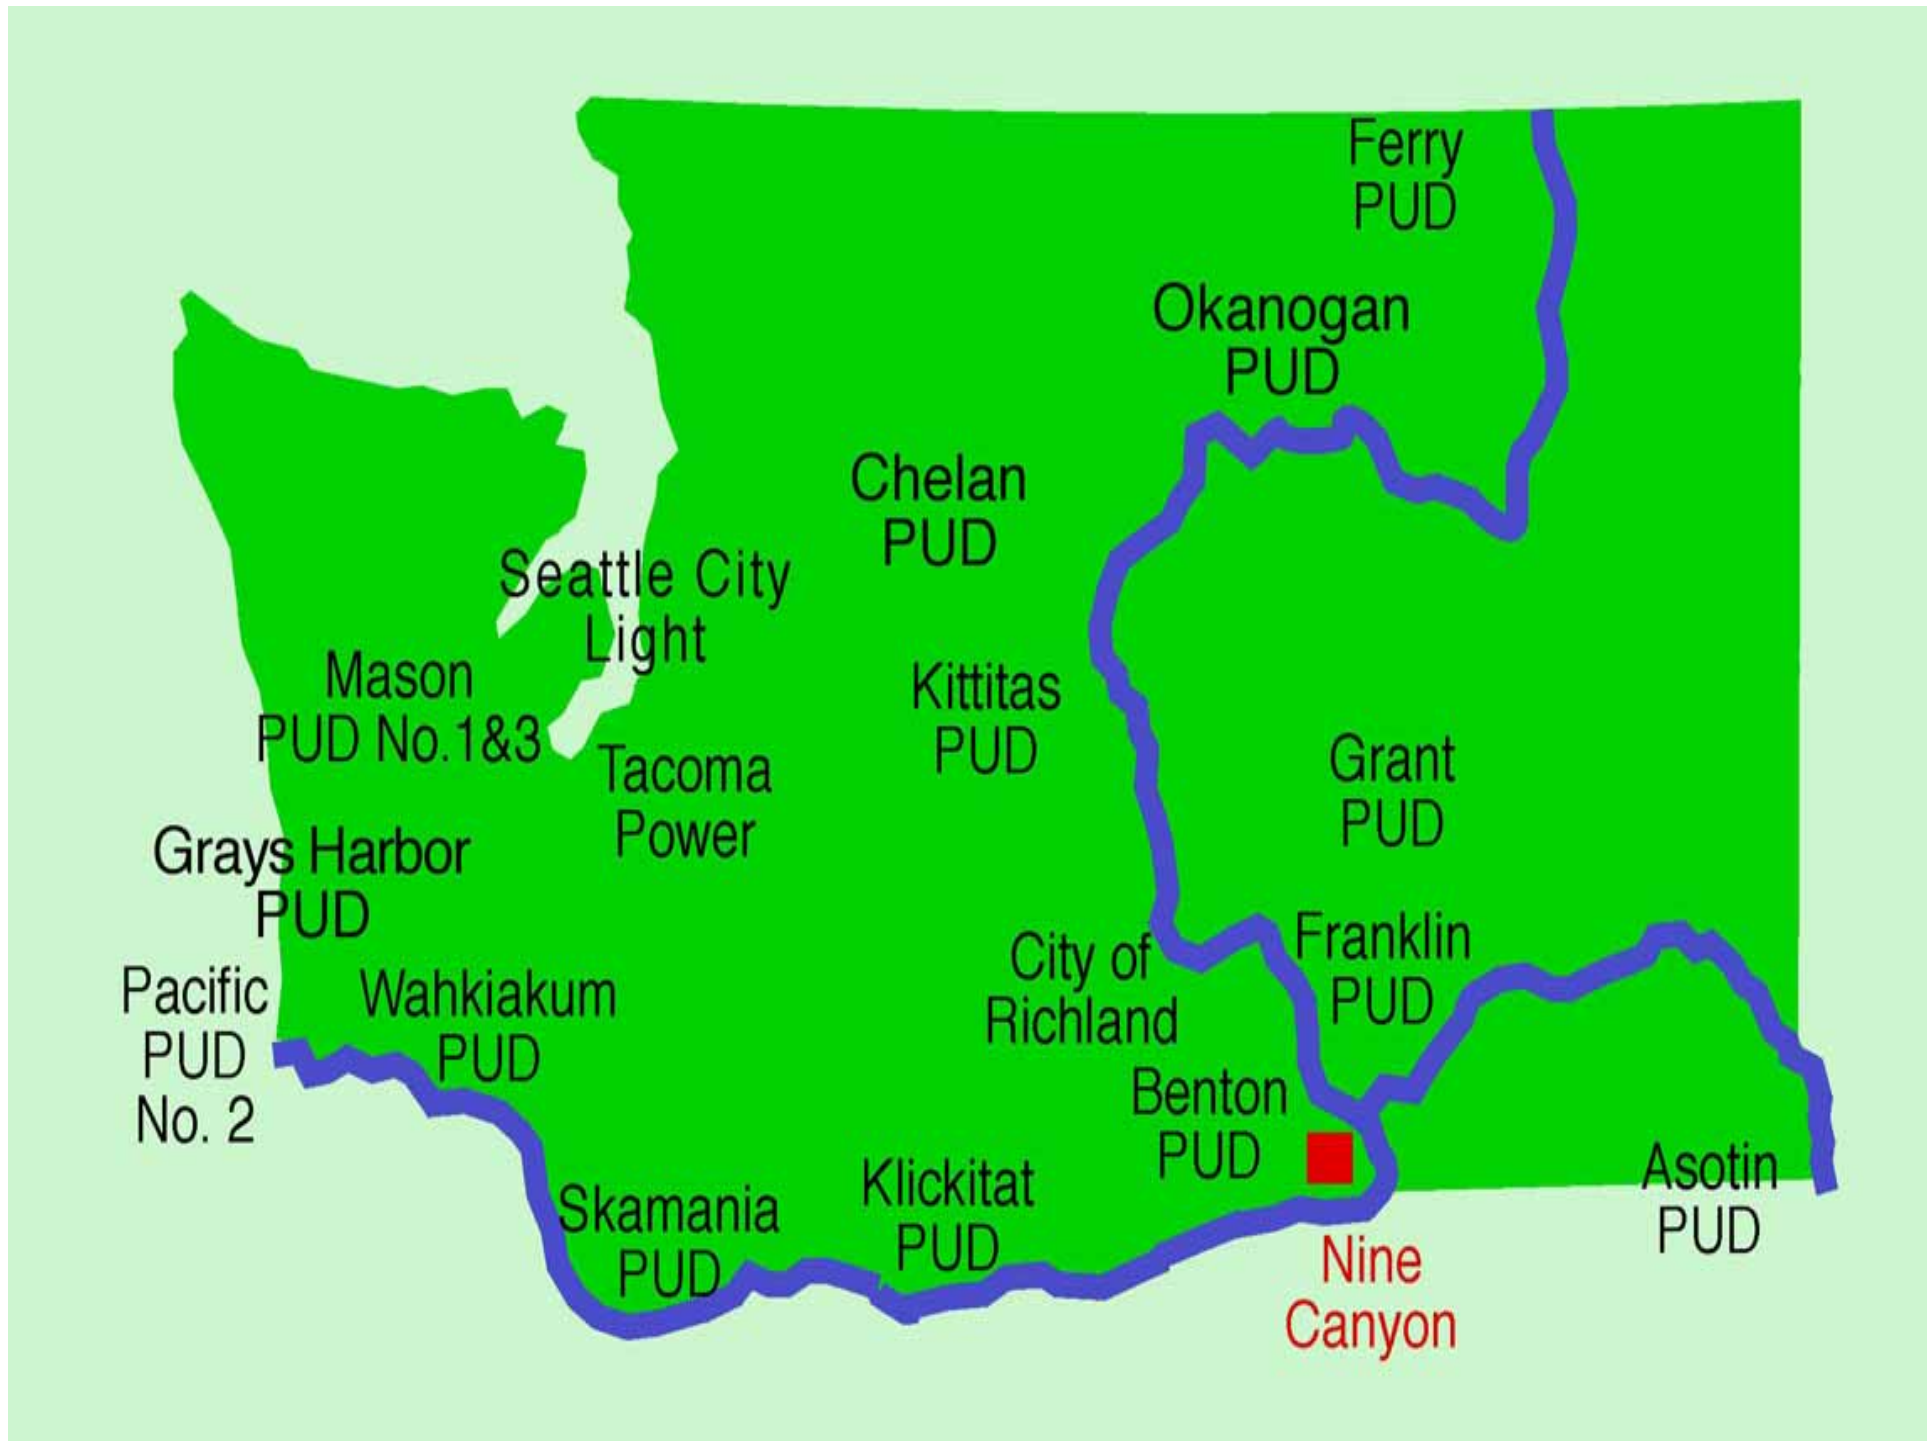 Ferry
PUD
Okanogan
PUD
Chelan
PUD
Seattle City
Light
Mason
PUD No.1&3
Kittitas
PUD
Tacoma
Power
Grant
PUD
Grays Harbor
PUD
City of
Richland
Franklin
PUD
Pacific
PUD
No. 2
Wahkiakum
PUD
Benton
PUD
Skamania
PUD
Klickitat
PUD
Asotin
PUD
Nine
Canyon